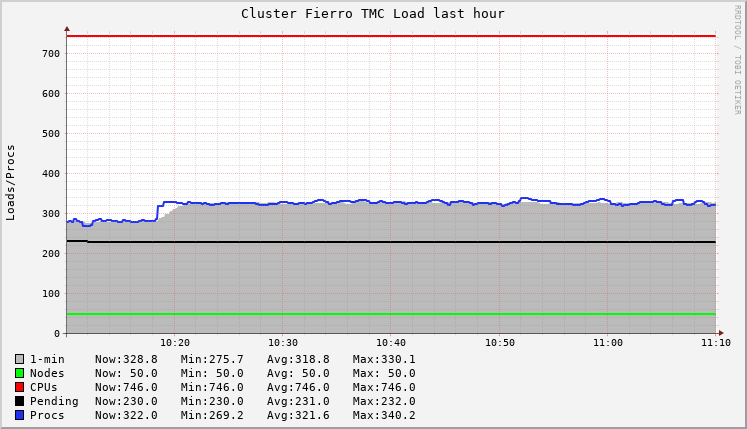 Cluster Fierro TMC Load last hour
RRDTOOL / TOBI OETIKER
Loads/Procs
700
600
500
400
300
200
100
0
10:20 10:30 10:40 10:50 11:00 11:10
1-min Now:328.8 Min:275.7 Avg:318.8 Max:330.1
Nodes Now: 50.0 Min: 50.0 Avg: 50.0 Max: 50.0
CPUs Now:746.0 Min:746.0 Avg:746.0 Max:746.0
Pending Now:230.0 Min:230.0 Avg:231.0 Max:232.0
Procs Now:322.0 Min:269.2 Avg:321.6 Max:340.2